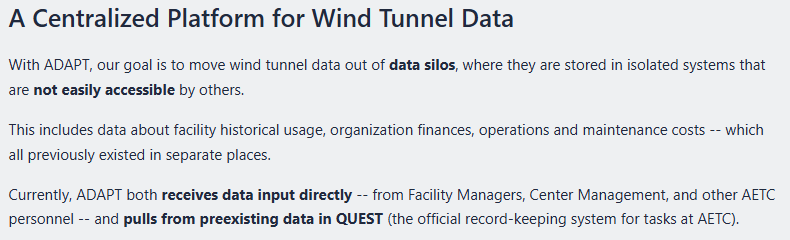 A Centralized Platform for Wind Tunnel Data
With ADAPT, our goal is to move wind tunnel data out of data silos, where they are stored in isolated systems that
are not easily accessible by others.
This includes data about facility historical usage, organization finances, operations and maintenance costs -- which
all previously existed in separate places.
Currently, ADAPT both receives data input directly -- from Facility Managers, Center Management, and other AETC
personnel -- and pulls from preexisting data in QUEST (the official record-keeping system for tasks at AETC).